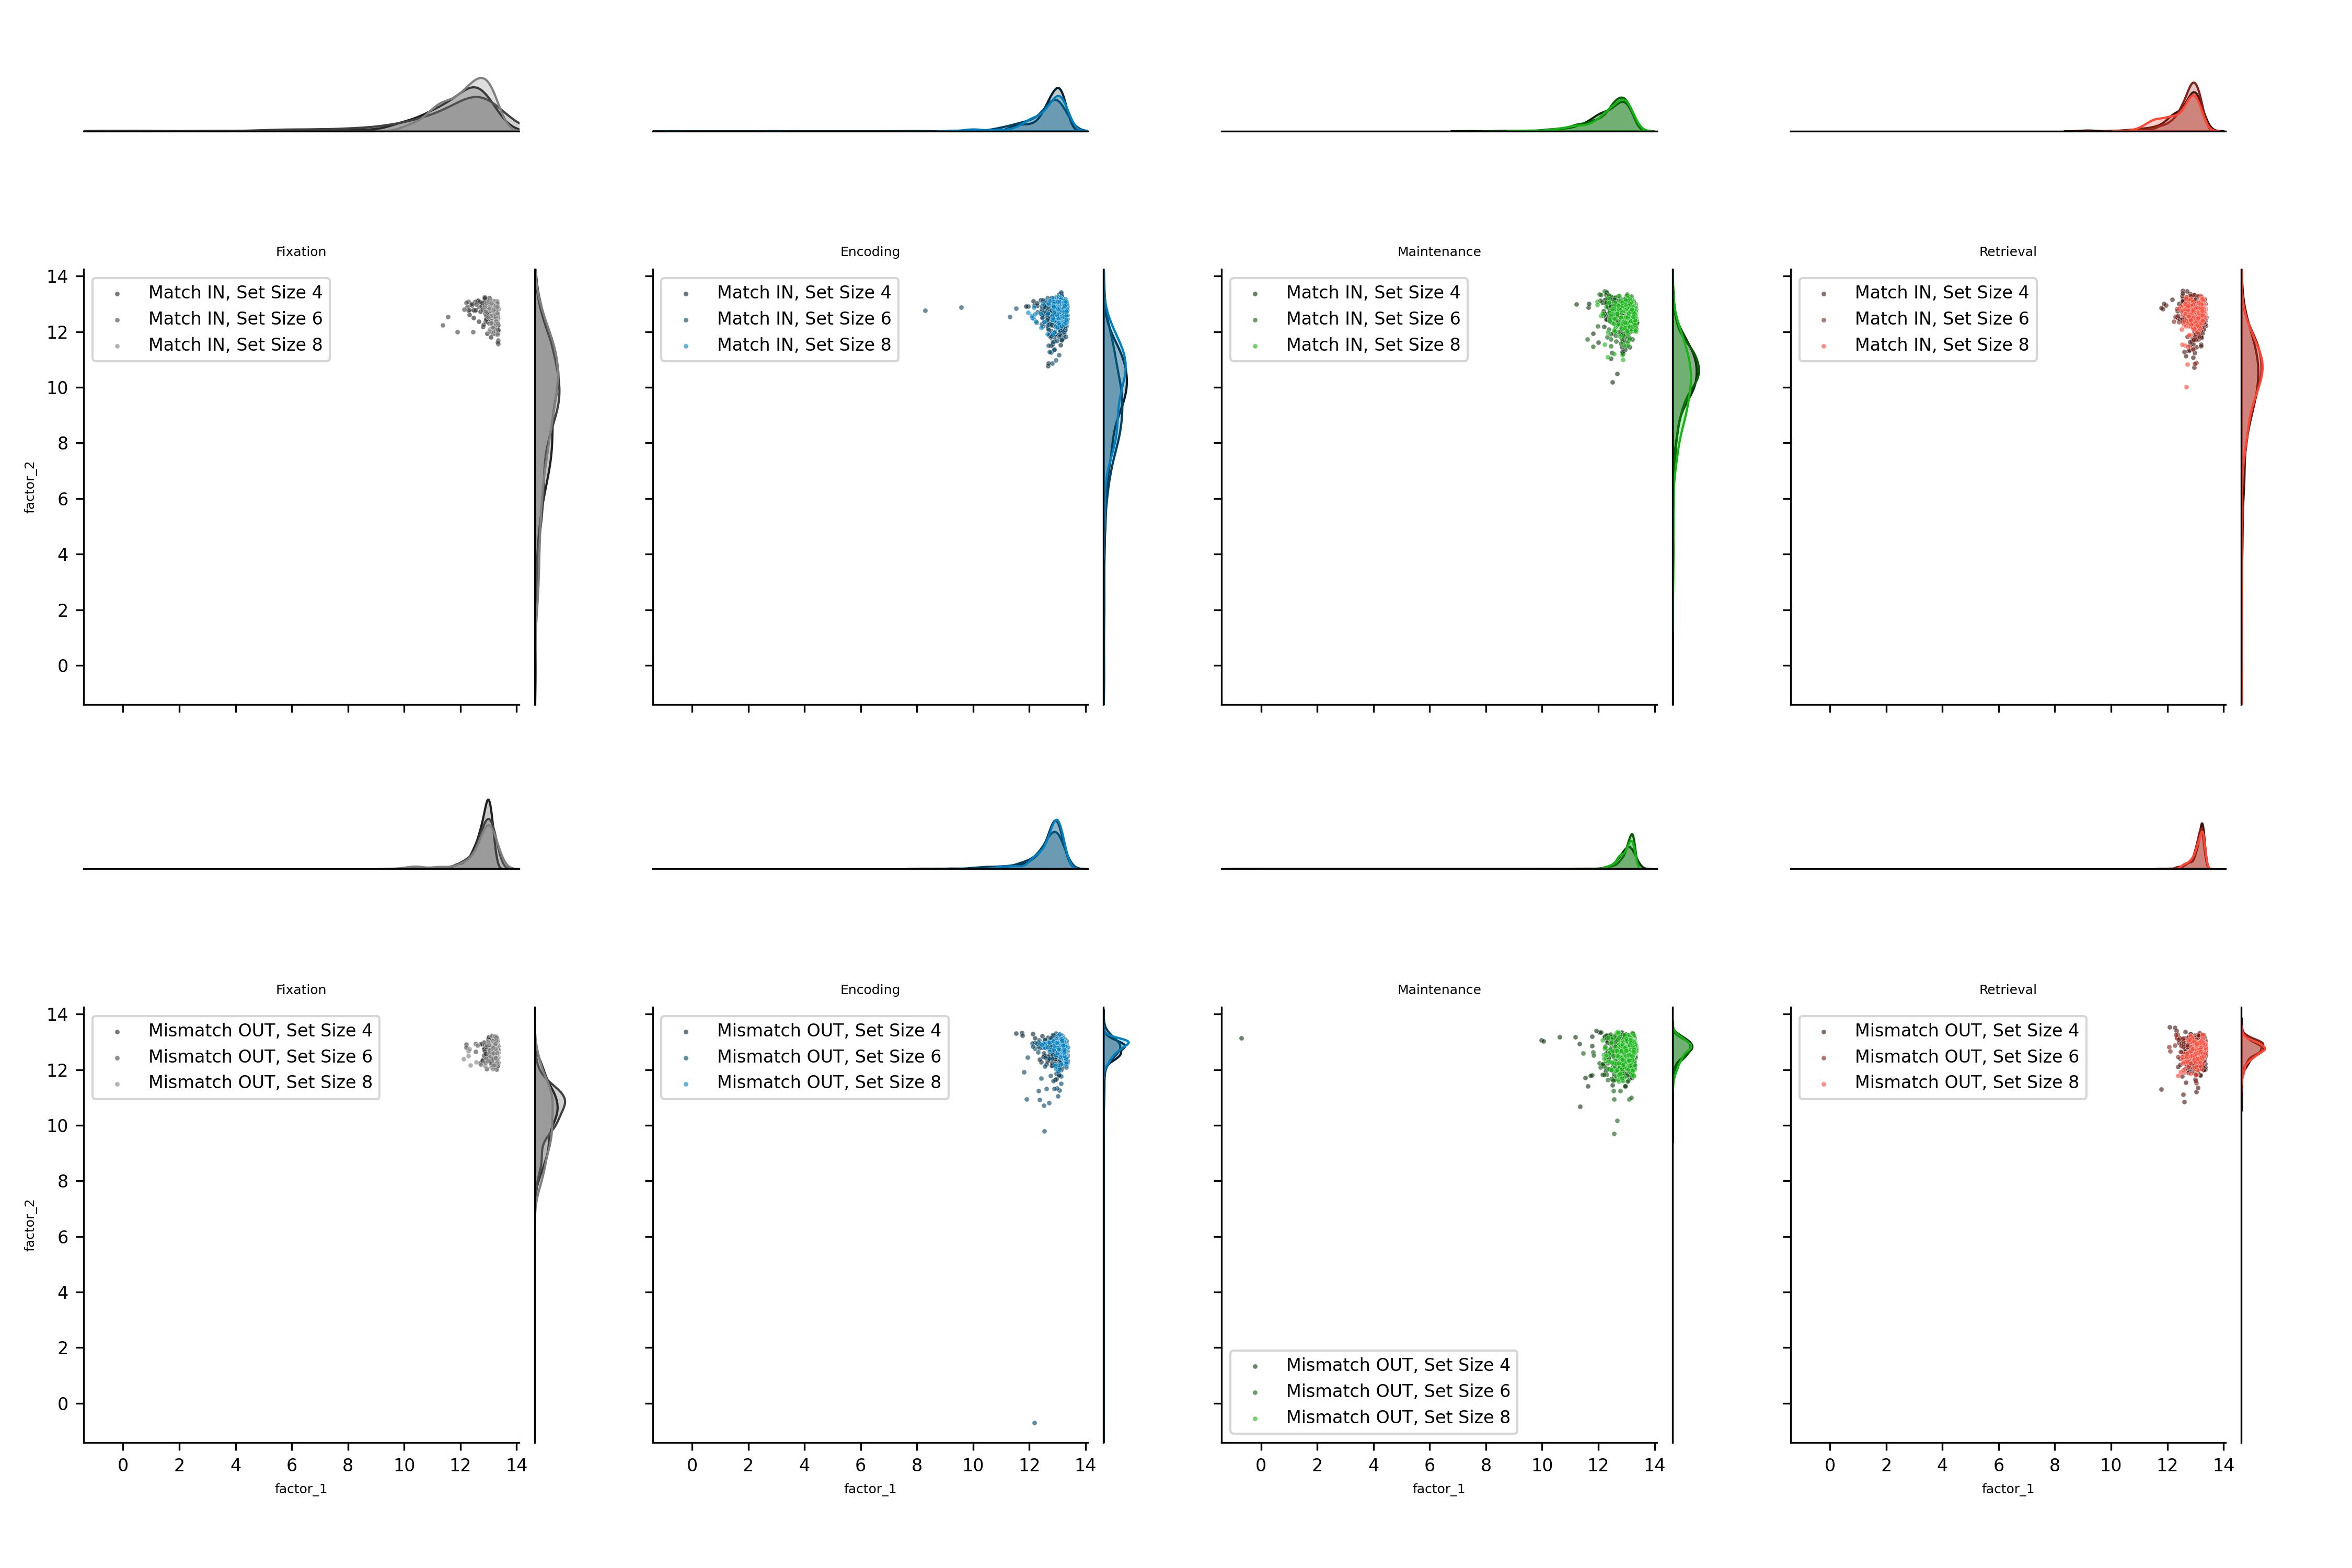 Fixation
Encoding
Maintenance
Retrieval
14
12
10
8
6
4
2
0
factor_2
Match IN, Set Size 4
Match IN, Set Size 6
Match IN, Set Size 8
Match IN, Set Size 4
Match IN, Set Size 6
Match IN, Set Size 8
Match IN, Set Size 4
Match IN, Set Size 6
Match IN, Set Size 8
Match IN, Set Size 4
Match IN, Set Size 6
Match IN, Set Size 8
Fixation
Encoding
Maintenance
Retrieval
14
12
10
8
6
4
2
0
factor_2
Mismatch OUT, Set Size 4
Mismatch OUT, Set Size 6
Mismatch OUT, Set Size 8
Mismatch OUT, Set Size 4
Mismatch OUT, Set Size 6
Mismatch OUT, Set Size 8
Mismatch OUT, Set Size 4
Mismatch OUT, Set Size 6
Mismatch OUT, Set Size 8
Mismatch OUT, Set Size 4
Mismatch OUT, Set Size 6
Mismatch OUT, Set Size 8
0 2 4 6 8 10 12 14
0 2 4 6 8 10 12 14
0 2 4 6 8 10 12 14
0 2 4 6 8 10 12 14
factor_1
factor_1
factor_1
factor_1